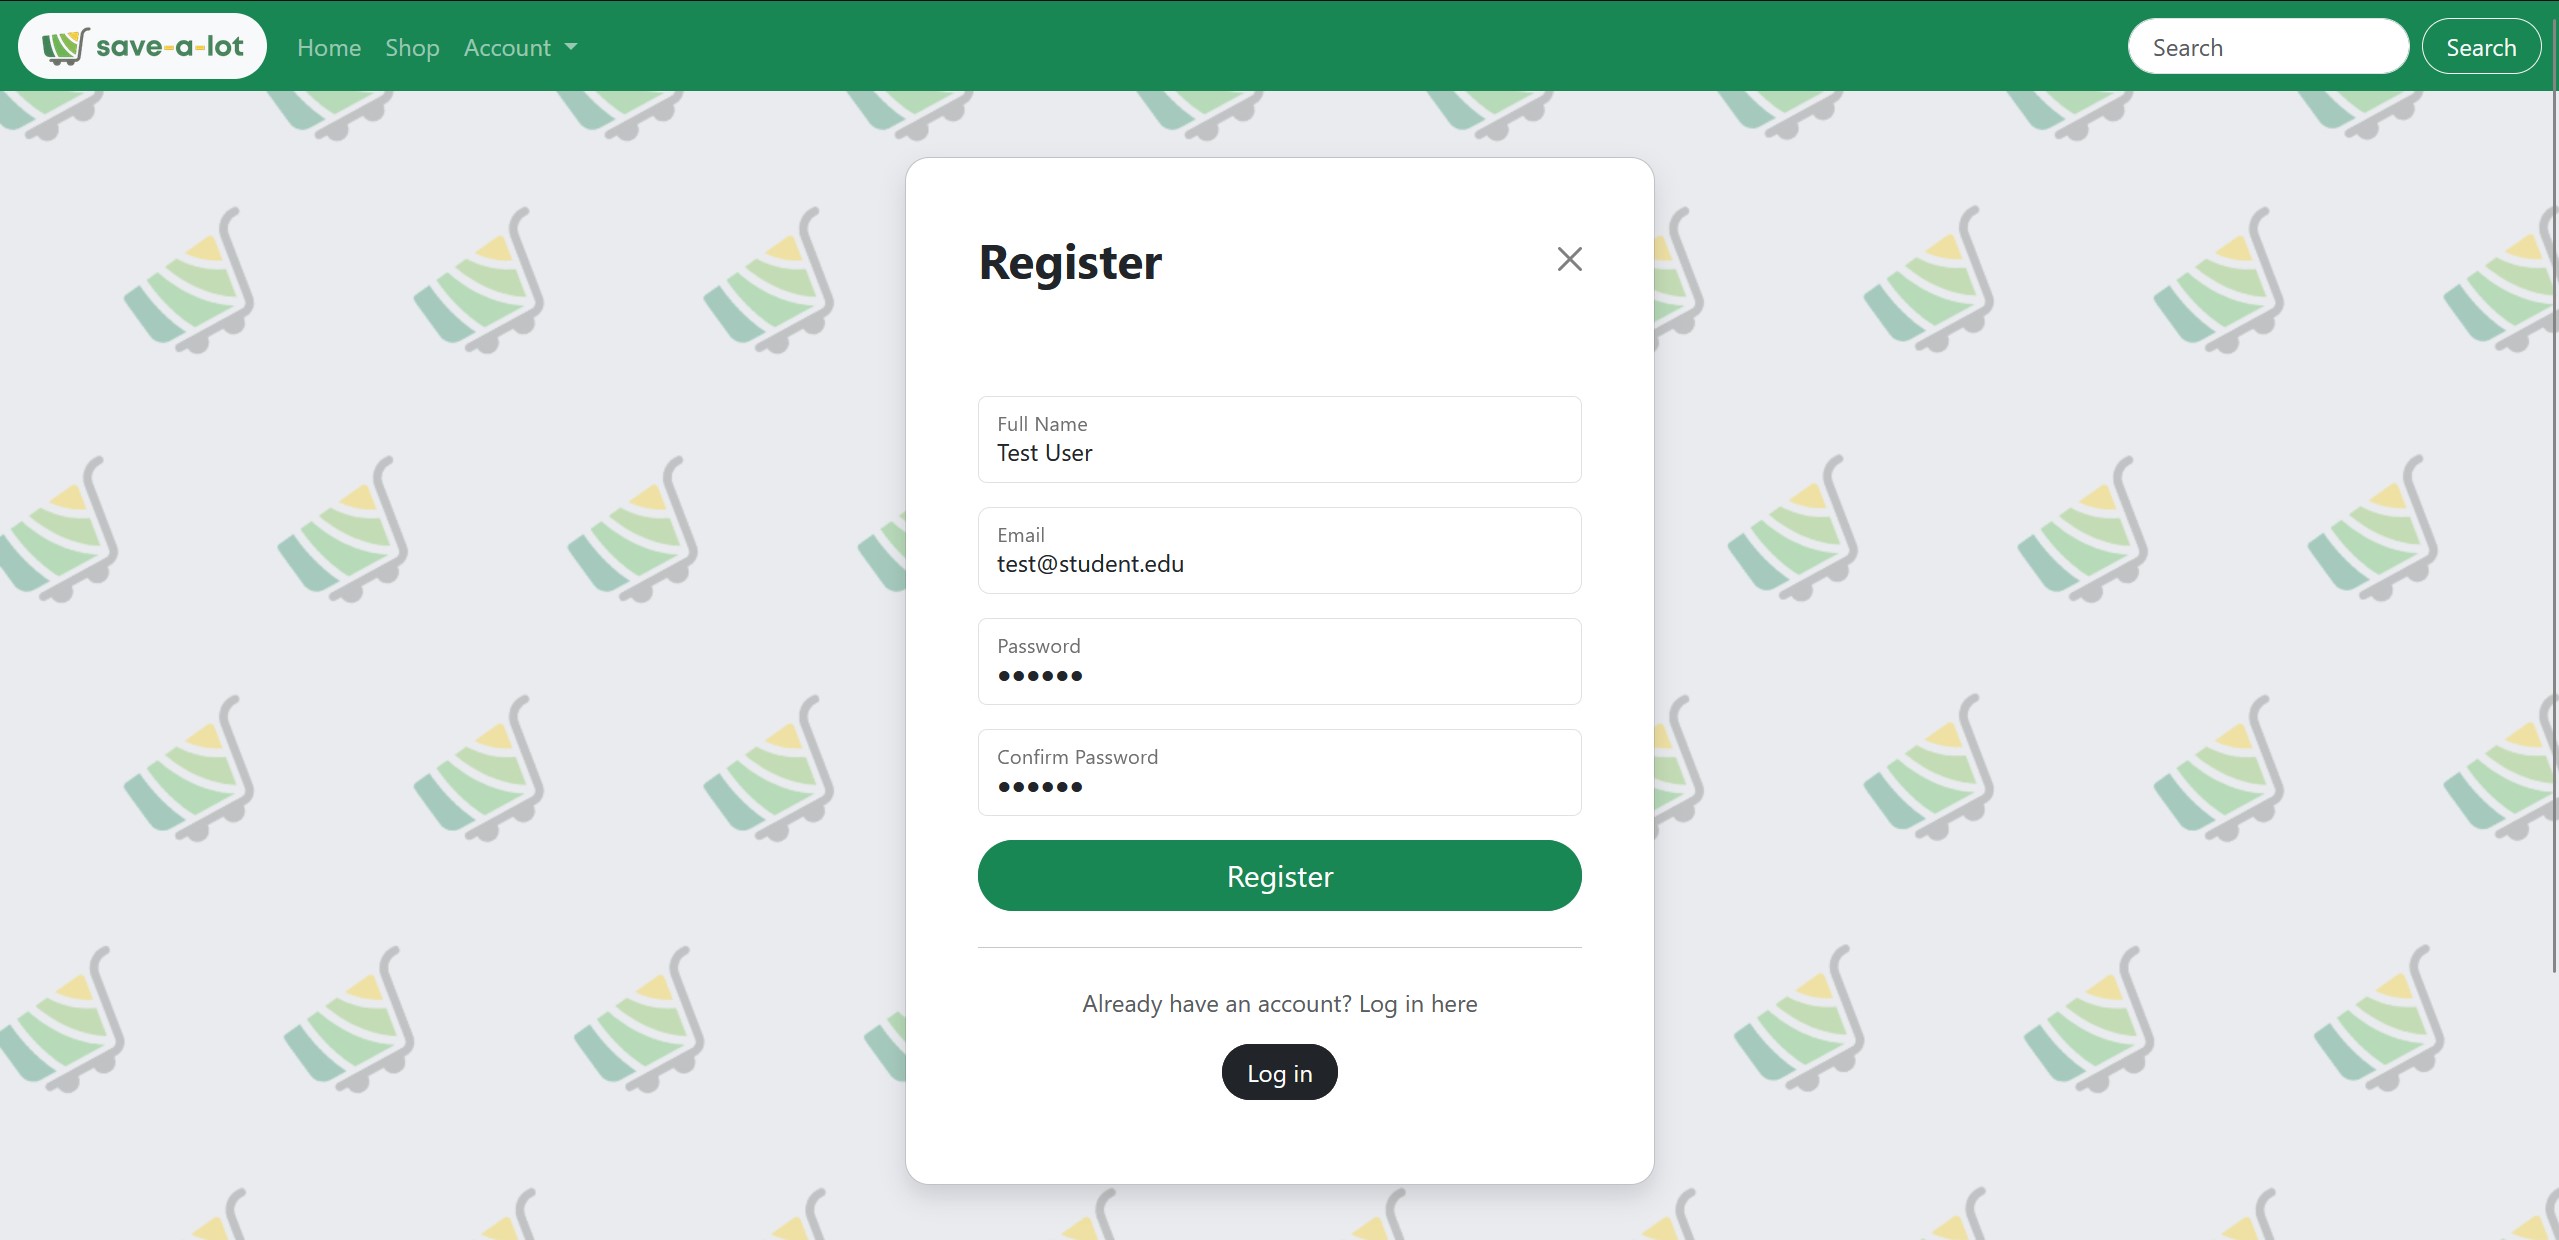 save-a-lot
Home
Shop
Account
Search
Search
Register
Full Name
Test User
Email
test@student.edu
Password
••••••
Confirm Password
••••••
Register
Already have an account? Log in here
Log in